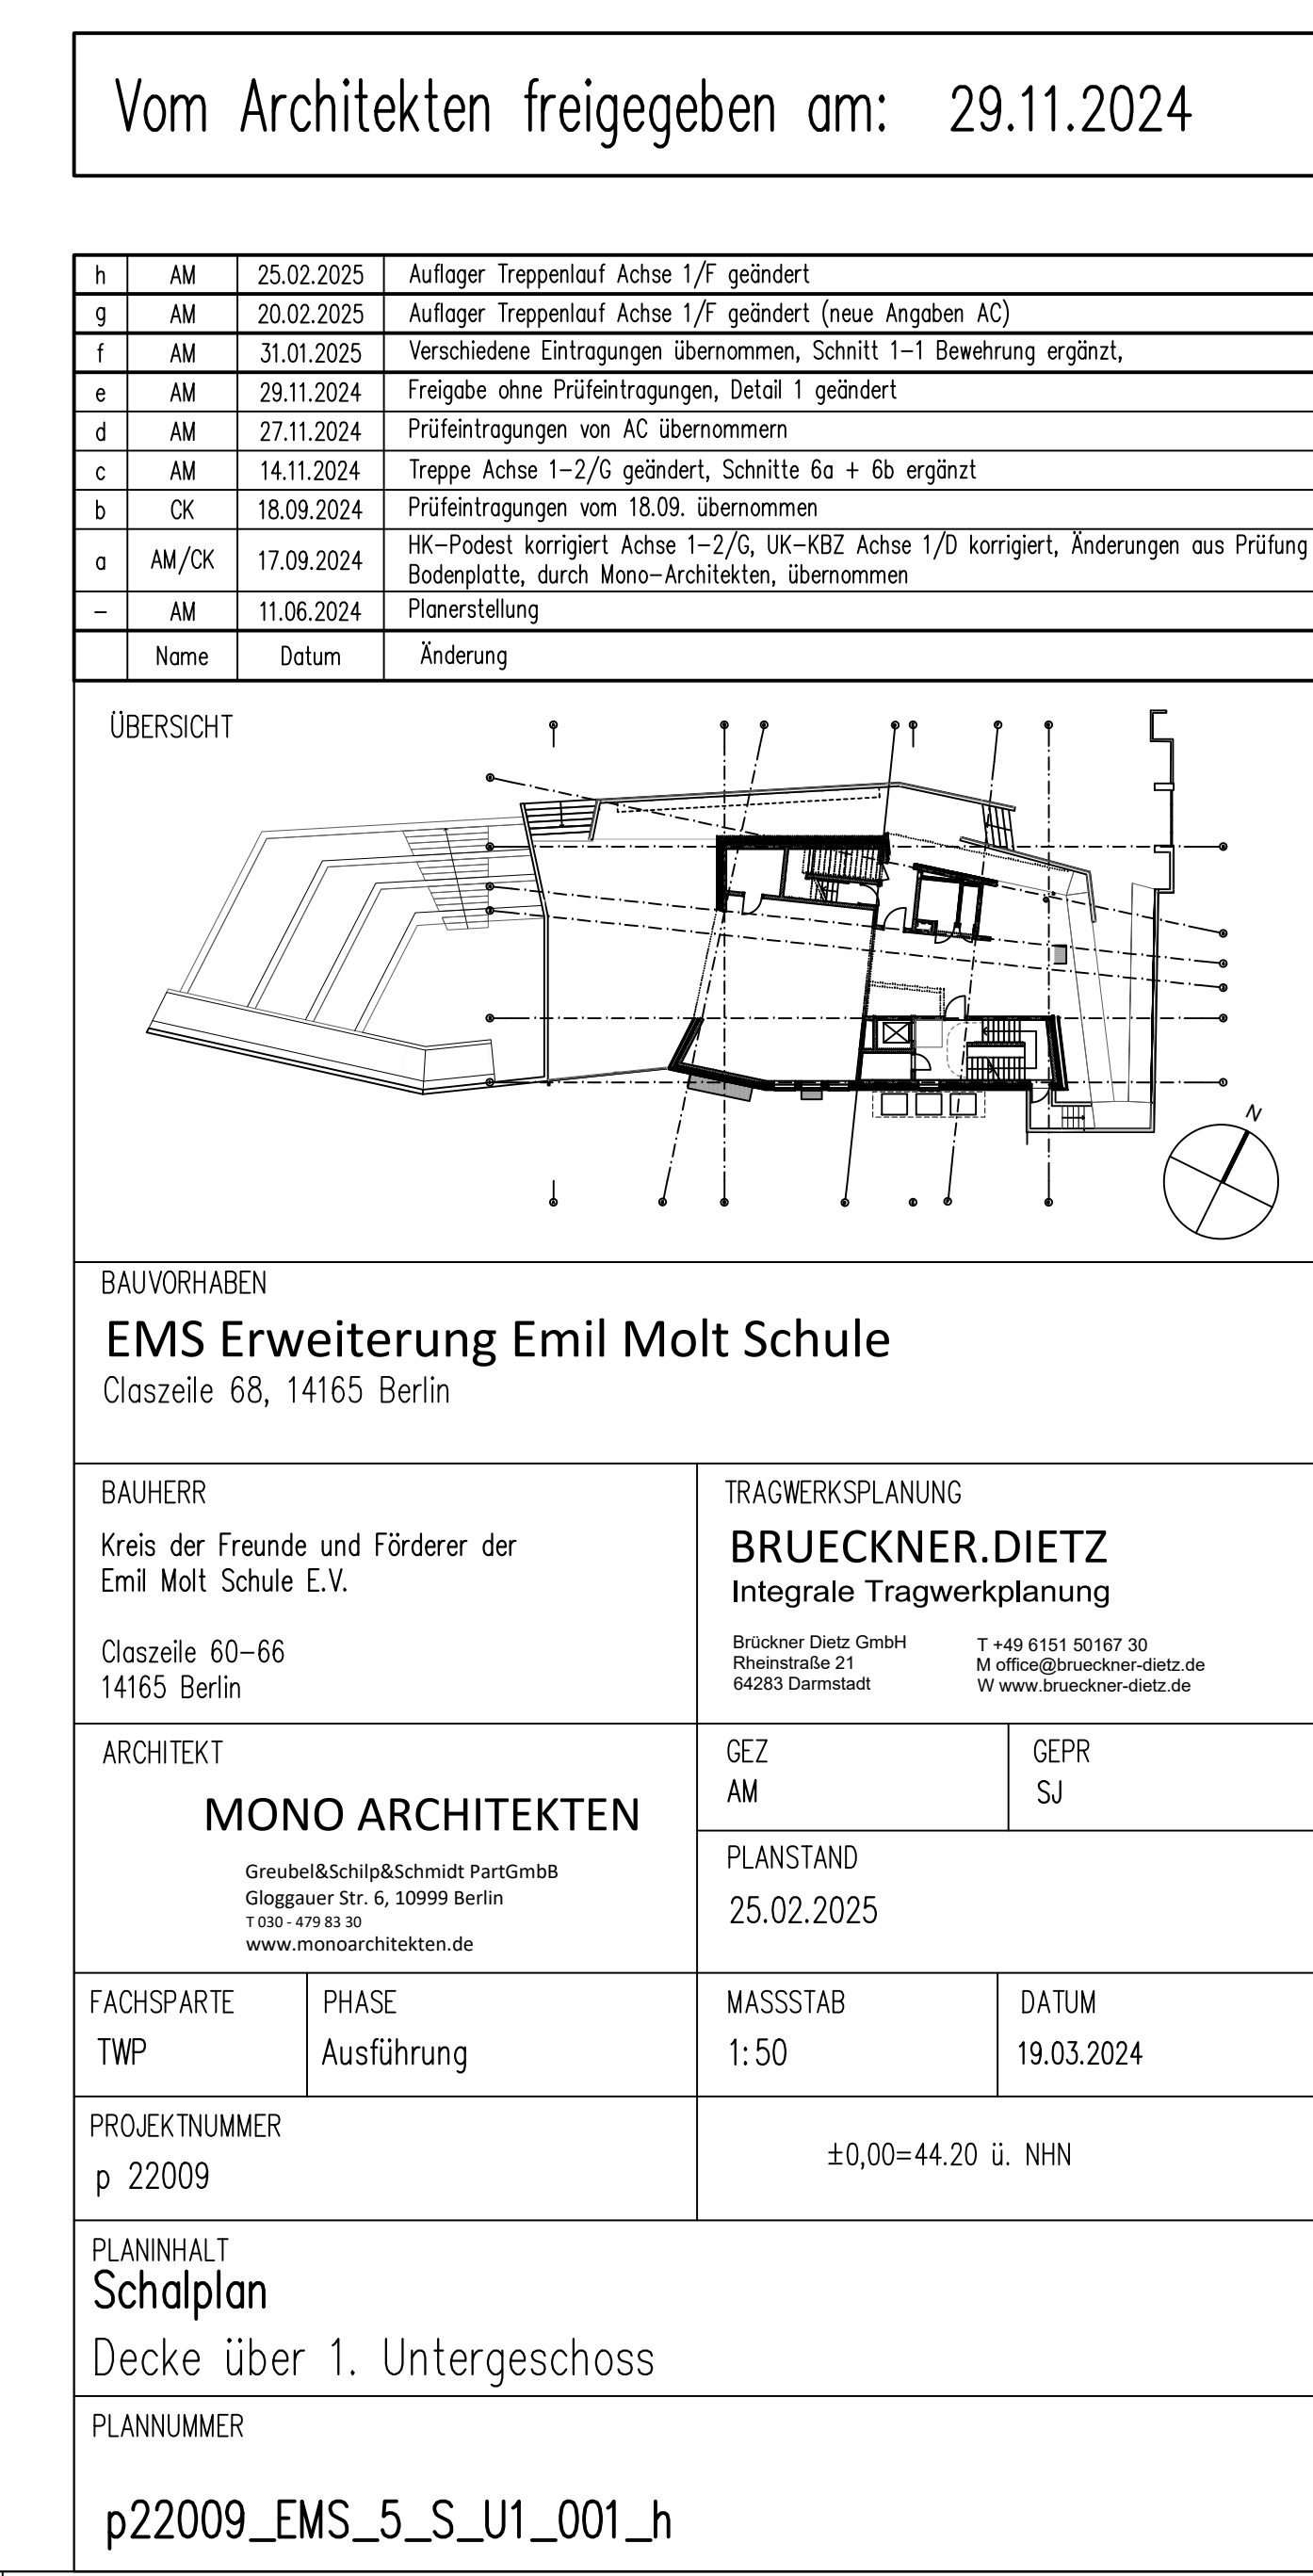 Vom Architekten freigegeben am: 29.11.2024
h AM 25.02.2025 Auflager Treppenlauf Achse 1/F geändert
g AM 20.02.2025 Auflager Treppenlauf Achse 1/F geändert (neue Angaben AC)
f AM 31.01.2025 Verschiedene Eintragungen übernommen, Schnitt 1-1 Bewehrung ergänzt,
e AM 29.11.2024 Freigabe ohne Prüfeintragungen, Detail 1 geändert
d AM 27.11.2024 Prüfeintragungen von AC übernommern
c AM 14.11.2024 Treppe Achse 1-2/G geändert, Schnitte 6a + 6b ergänzt
b CK 18.09.2024 Prüfeintragungen vom 18.09. übernommen
a AM/CK 17.09.2024 HK-Podest korrigiert Achse 1-2/G, UK-KBZ Achse 1/D korrigiert, Änderungen aus Prüfung
Bodenplatte, durch Mono-Architekten, übernommen
- AM 11.06.2024 Planerstellung
Name Datum Änderung
ÜBERSICHT
N
BAUVORHABEN
EMS Erweiterung Emil Molt Schule
Claszeile 68, 14165 Berlin
BAUHERR
Kreis der Freunde und Förderer der
Emil Molt Schule E.V.
Claszeile 60-66
14165 Berlin
TRAGWERKSPLANUNG
BRUECKNER.DIETZ
Integrale Tragwerkplanung
Brückner Dietz GmbH
Rheinstraße 21
64283 Darmstadt
T +49 6151 50167 30
M office@brueckner-dietz.de
W www.brueckner-dietz.de
ARCHITEKT
MONO ARCHITEKTEN
Greubel&Schilp&Schmidt PartGmbB
Gloggauer Str. 6, 10999 Berlin
T 030 - 479 83 30
www.monoarchitekten.de
GEZ
AM
GEPR
SJ
PLANSTAND
25.02.2025
FACHSPARTE
TWP
PHASE
Ausführung
MASSSTAB
1:50
DATUM
19.03.2024
PROJEKTNUMMER
p 22009
±0,00=44.20 ü. NHN
PLANINHALT
Schalplan
Decke über 1. Untergeschoss
PLANNUMMER
p22009_EMS_5_S_U1_001_h